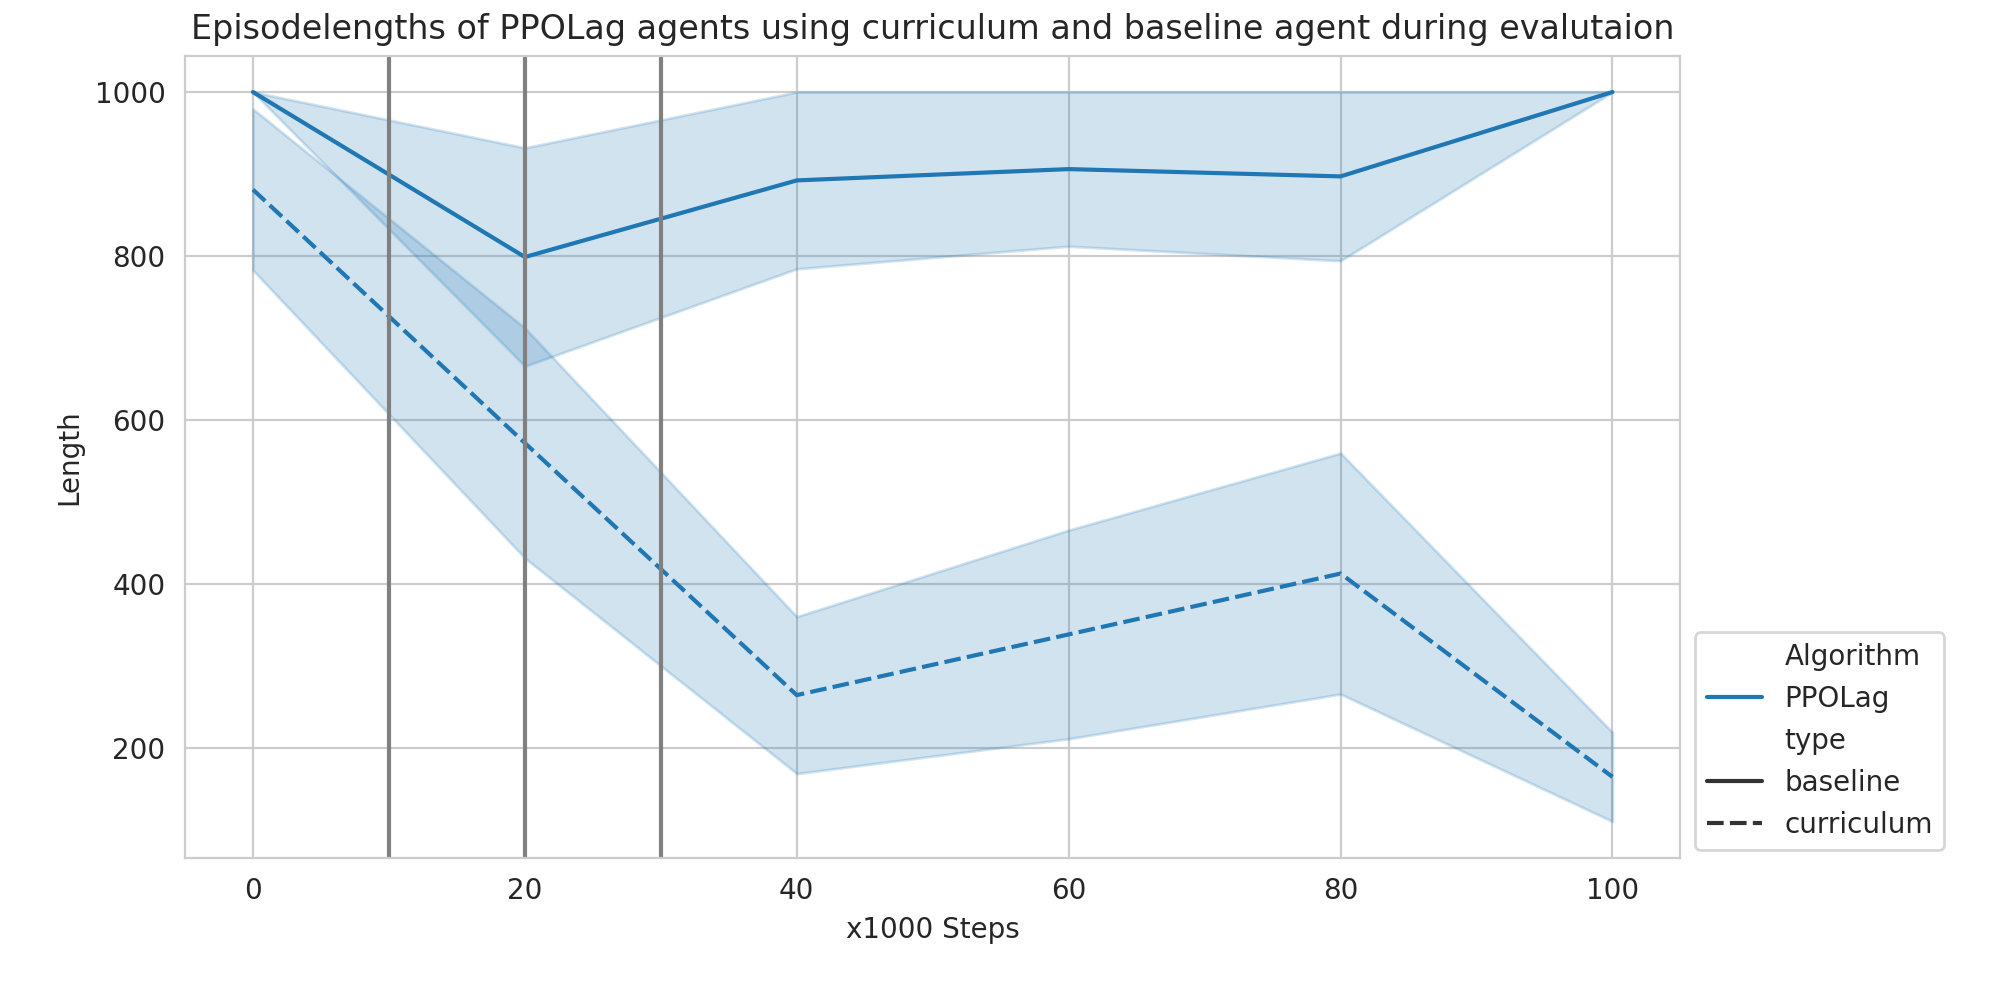 Episodelengths of PPOLag agents using curriculum and baseline agent during evalutaion
1000
800
600
400
200
Length
0 20 40 60 80 100
x1000 Steps
Algorithm
PPOLag
type
baseline
curriculum